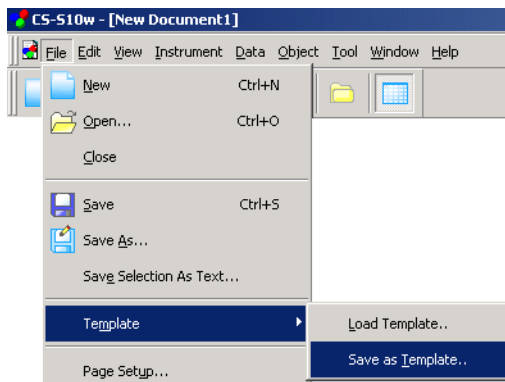 CS-S10w - [New Document1]
File Edit View Instrument Data Object Tool Window Help
New Ctrl+N
Open... Ctrl+O
Close
Save Ctrl+S
Save As...
Save Selection As Text...
Template Load Template..
Save as Template..
Page Setup...